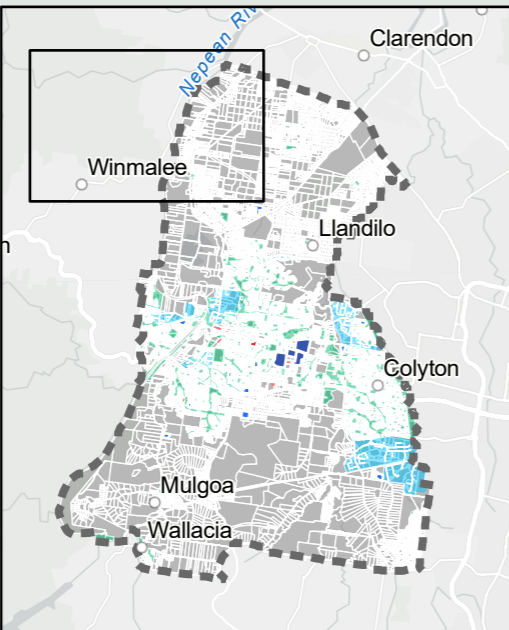 Nepean Riv
Clarendon
Winmalee
Llandilo
n
Colyton
Mulgoa
Wallacia